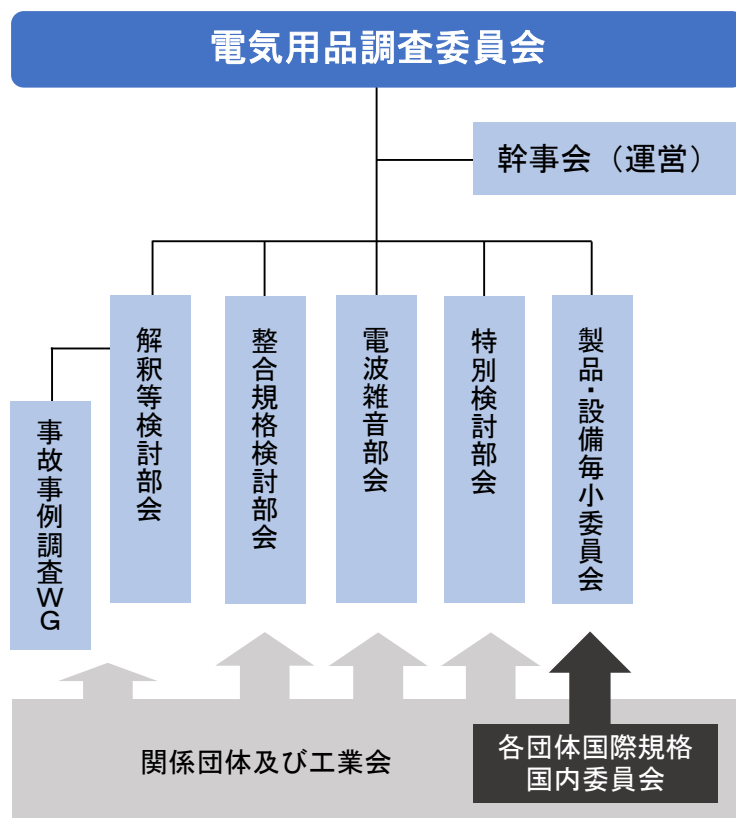 電気用品調査委員会
幹事会（運営）
解釈等検討部会
整合規格検討部会
電波雑音部会
特別検討部会
製品・設備毎小委員会
事故事例調査WG
関係団体及び工業会
各団体国際規格
国内委員会